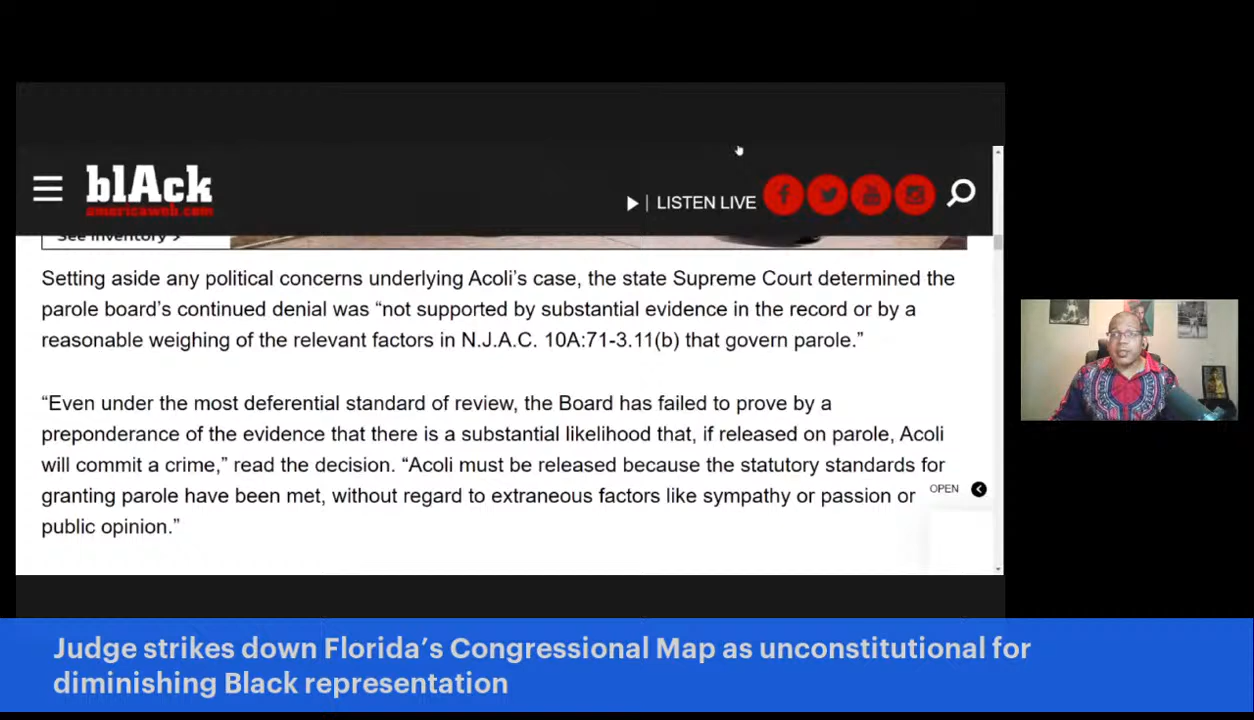 blAck
americaweb.com
LISTEN LIVE
See Inventory >
Setting aside any political concerns underlying Acoli’s case, the state Supreme Court determined the
parole board’s continued denial was “not supported by substantial evidence in the record or by a
reasonable weighing of the relevant factors in N.J.A.C. 10A:71-3.11(b) that govern parole.”
“Even under the most deferential standard of review, the Board has failed to prove by a
preponderance of the evidence that there is a substantial likelihood that, if released on parole, Acoli
will commit a crime,” read the decision. “Acoli must be released because the statutory standards for
granting parole have been met, without regard to extraneous factors like sympathy or passion or
public opinion.”
OPEN
Judge strikes down Florida’s Congressional Map as unconstitutional for
diminishing Black representation